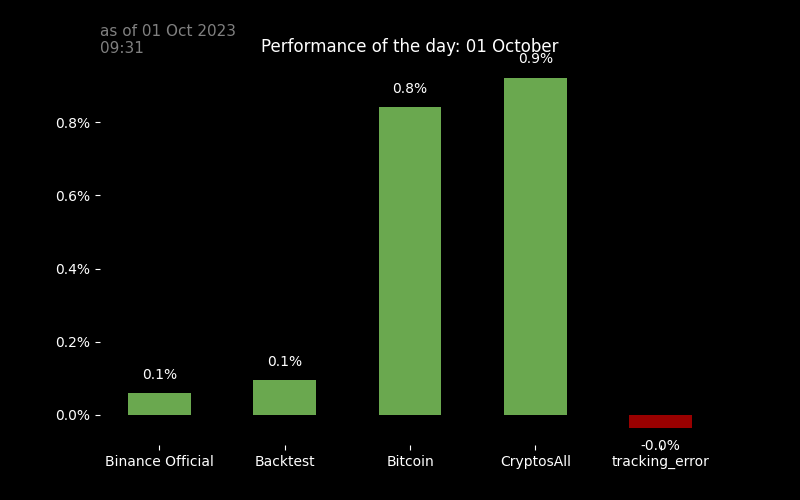 as of 01 Oct 2023
09:31
Performance of the day: 01 October
0.9%
0.8%
0.8%
0.6%
0.4%
0.2%
0.1%
0.1%
0.0%
-0.0%
Binance Official
Backtest
Bitcoin
CryptosAll
tracking_error